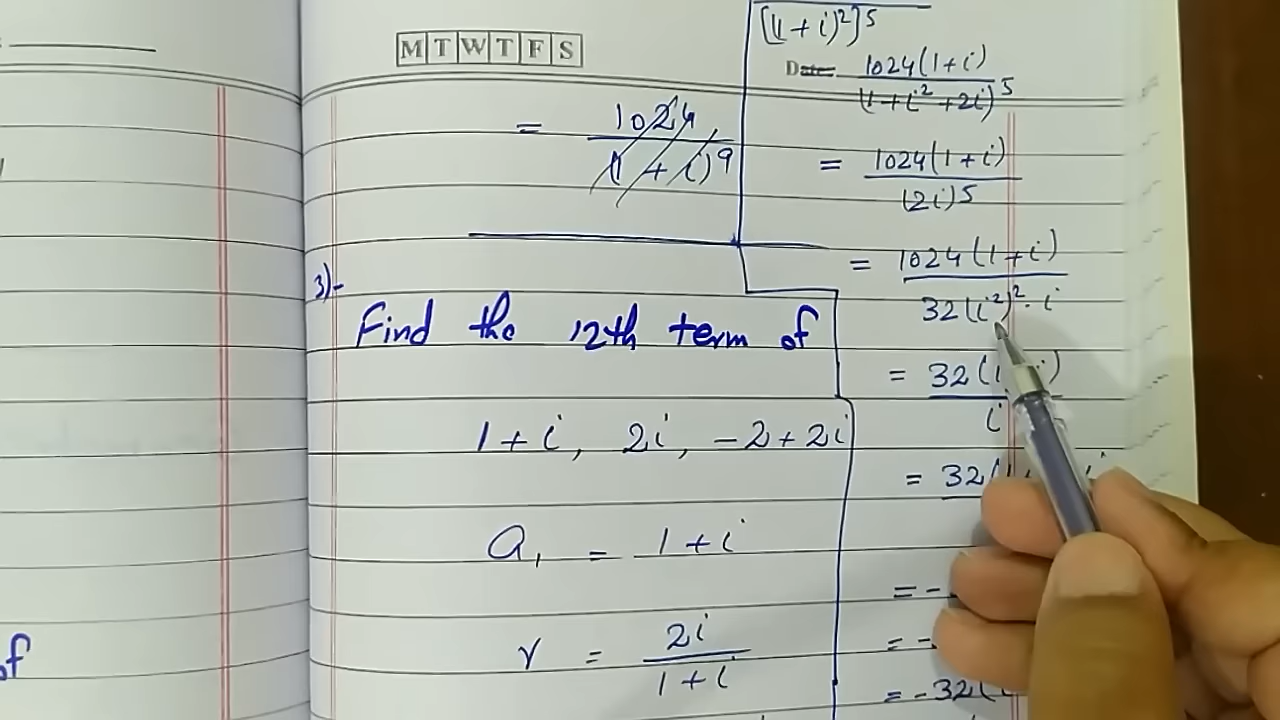 M T W T F S
= 1024 / (1 + i)⁹
3)-
Find the 12th term of
1 + i, 2i, -2 + 2i
a₁ = 1 + i
r = 2i / 1 + i
of
[(1 + i)²]⁵
Date:
1024(1 + i) / (1 + i² + 2i)⁵
= 1024(1 + i) / (2i)⁵
= 1024(1 + i) / 32(i²)² · i
= 32(1 i) / i
= 32(1 i
= -
= -
= -32(i